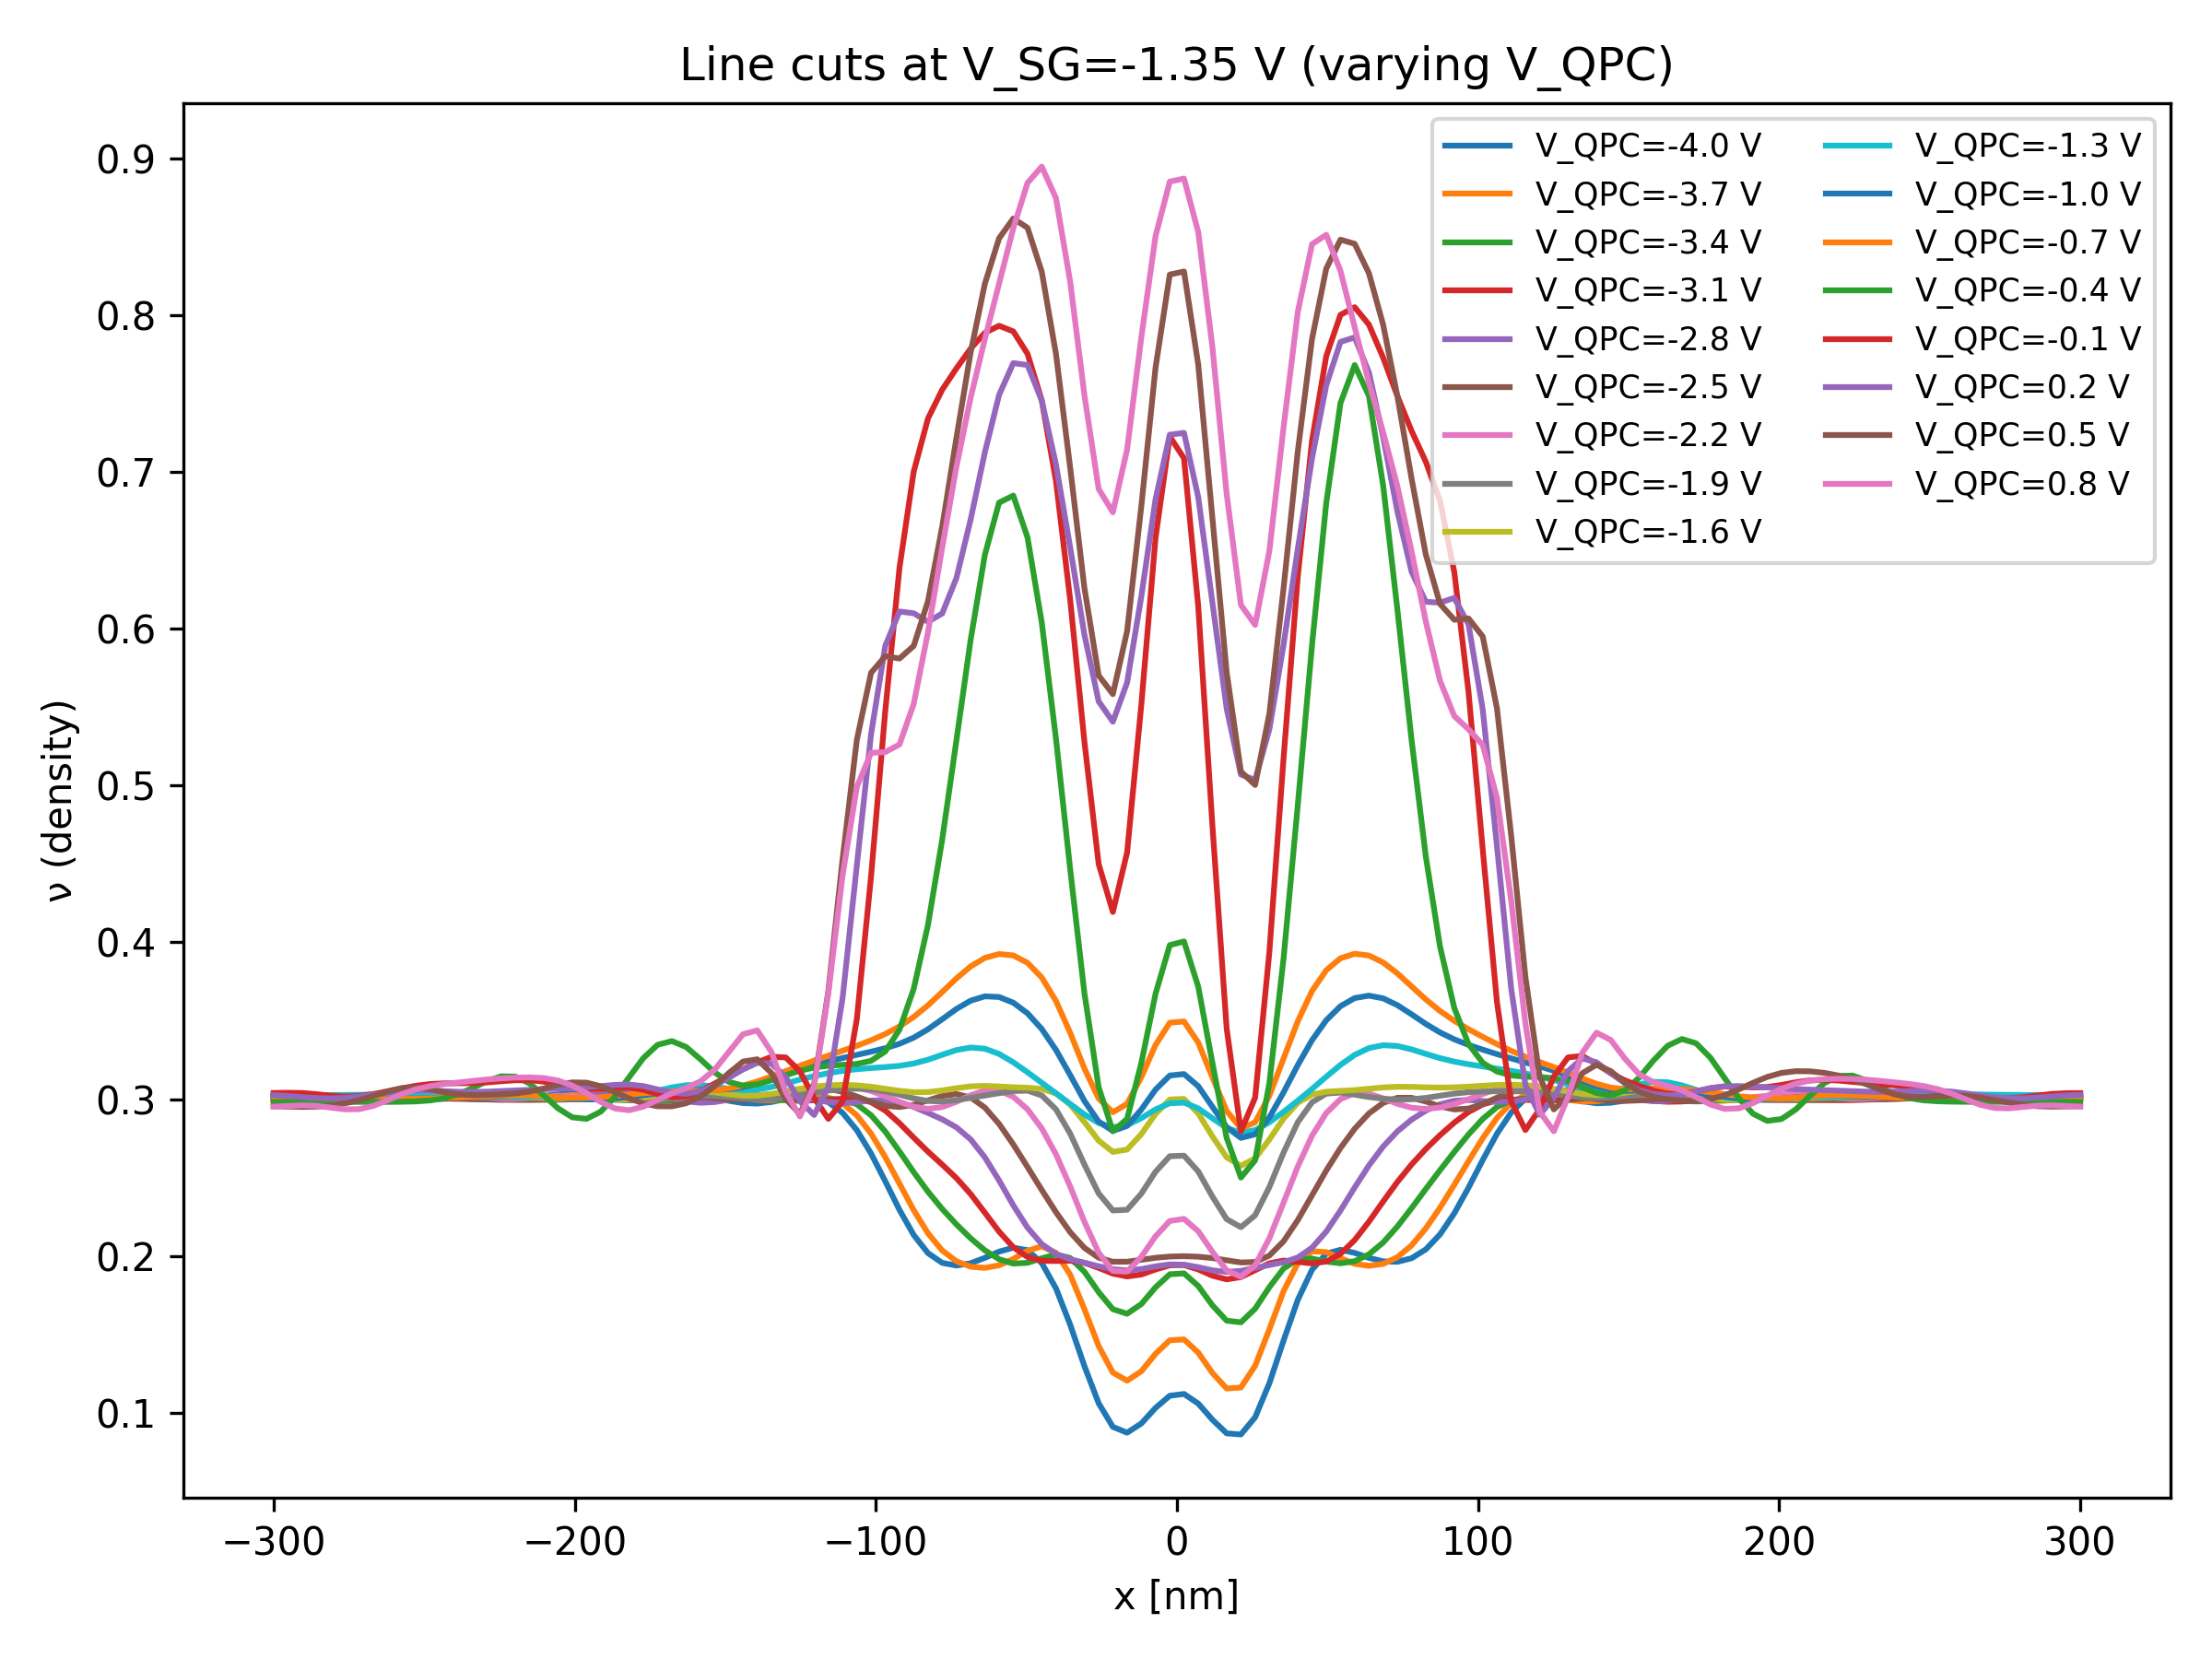 Line cuts at V_SG=-1.35 V (varying V_QPC)
ν (density)
0.9
0.8
0.7
0.6
0.5
0.4
0.3
0.2
0.1
V_QPC=-4.0 V
V_QPC=-3.7 V
V_QPC=-3.4 V
V_QPC=-3.1 V
V_QPC=-2.8 V
V_QPC=-2.5 V
V_QPC=-2.2 V
V_QPC=-1.9 V
V_QPC=-1.6 V
V_QPC=-1.3 V
V_QPC=-1.0 V
V_QPC=-0.7 V
V_QPC=-0.4 V
V_QPC=-0.1 V
V_QPC=0.2 V
V_QPC=0.5 V
V_QPC=0.8 V
−300 −200 −100 0 100 200 300
x [nm]